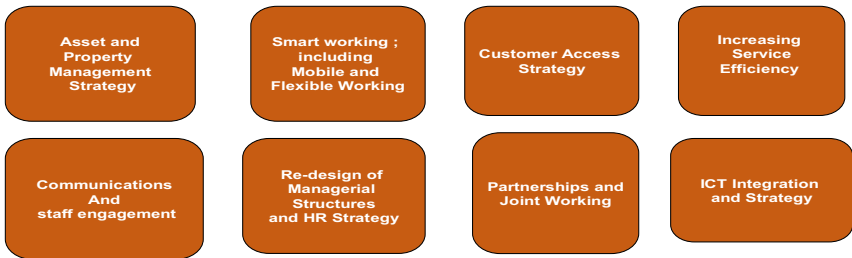 Asset and
Property
Management
Strategy
Smart working ;
including
Mobile and
Flexible Working
Customer Access
Strategy
Increasing
Service
Efficiency
Communications
And
staff engagement
Re-design of
Managerial
Structures
and HR Strategy
Partnerships and
Joint Working
ICT Integration
and Strategy